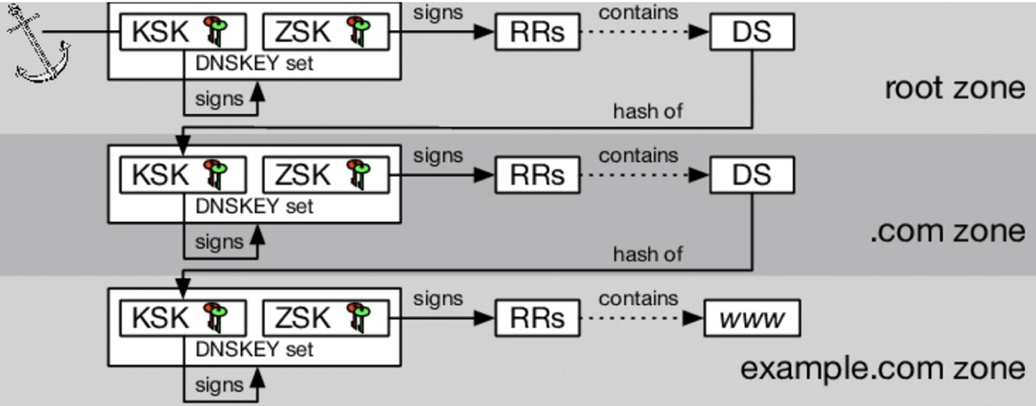 signs contains
KSK ZSK RRs DS
DNSKEY set
root zone
signs
hash of
signs contains
KSK ZSK RRs DS
DNSKEY set
.com zone
signs
hash of
signs contains
KSK ZSK RRs www
DNSKEY set
example.com zone
signs